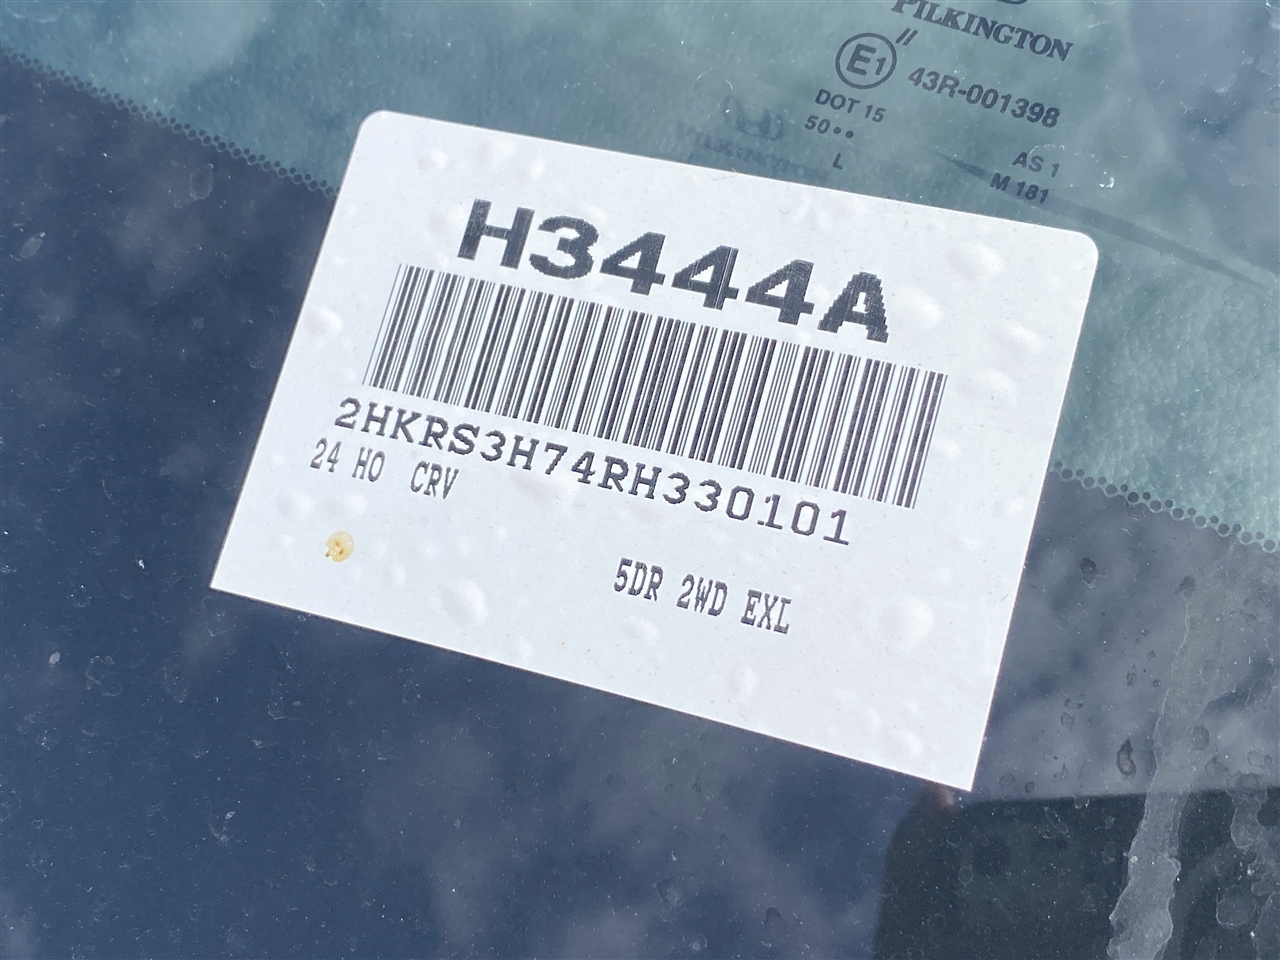 PILKINGTON
//
E1 43R-001398
DOT 15
50••
AS 1
L
M 181
H3444A
2HKRS3H74RH330101
24 HO CRV
5DR 2WD EXL